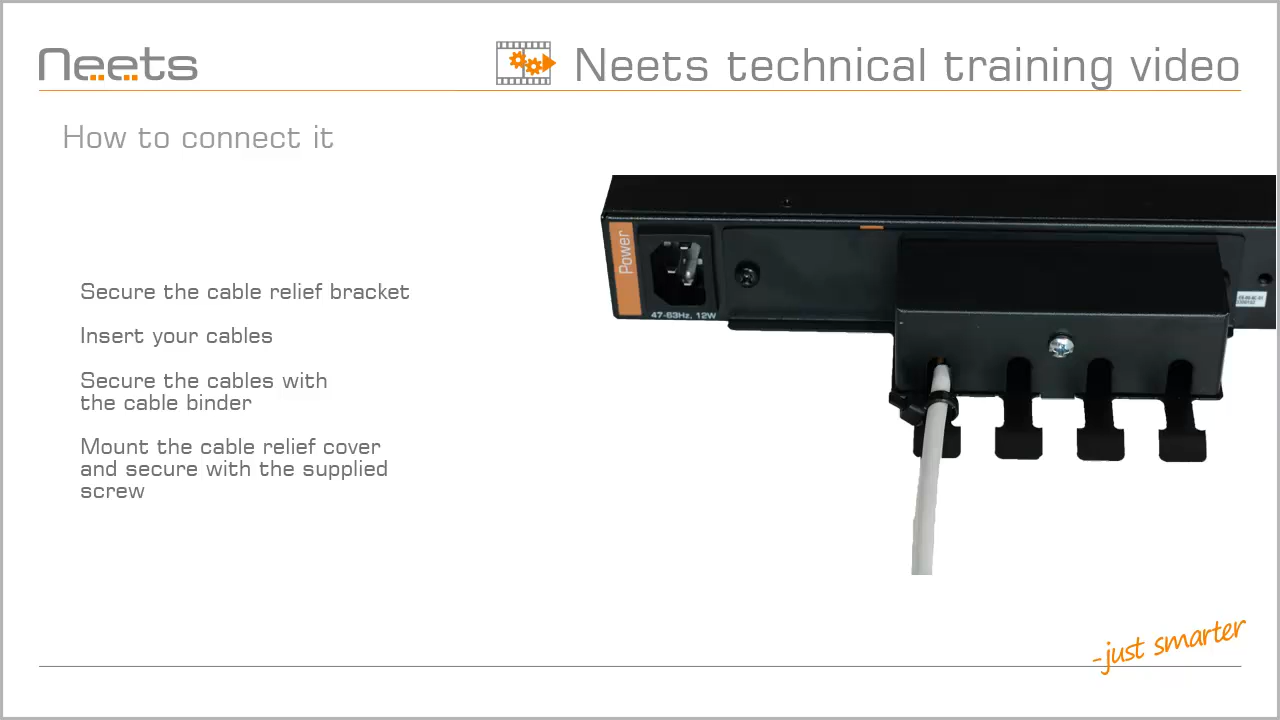 Neets
Neets technical training video
How to connect it
Secure the cable relief bracket
Insert your cables
Secure the cables with
the cable binder
Mount the cable relief cover
and secure with the supplied
screw
Power
47-63Hz, 12W
-just smarter